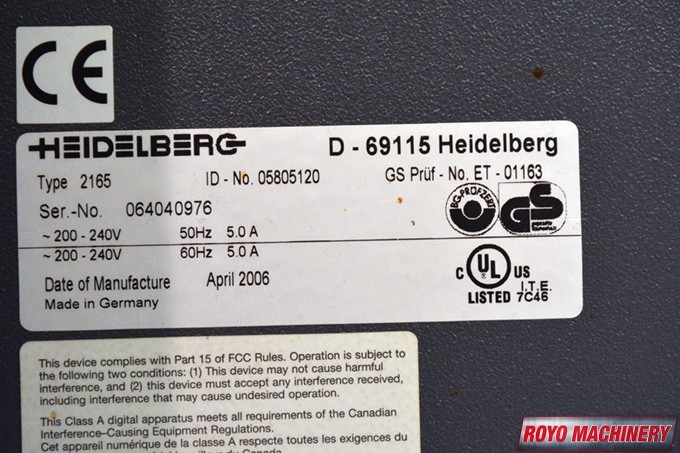 CE
HEIDELBERG D - 69115 Heidelberg
Type 2165 ID - No. 05805120 GS Prüf - No. ET - 01163
Ser.-No. 064040976
BG-PRÜFZERT
GS
~ 200 - 240V 50Hz 5.0 A
~ 200 - 240V 60Hz 5.0 A
Date of Manufacture April 2006
Made in Germany
C UL US
LISTED I.T.E. 7C46
This device complies with Part 15 of FCC Rules. Operation is subject to
the following two conditions: (1) This device may not cause harmful
interference, and (2) this device must accept any interference received,
including interference that may cause undesired operation.
This Class A digital apparatus meets all requirements of the Canadian
Interference-Causing Equipment Regulations.
Cet appareil numérique de la classe A respecte toutes les exigences du
ROYO MACHINERY